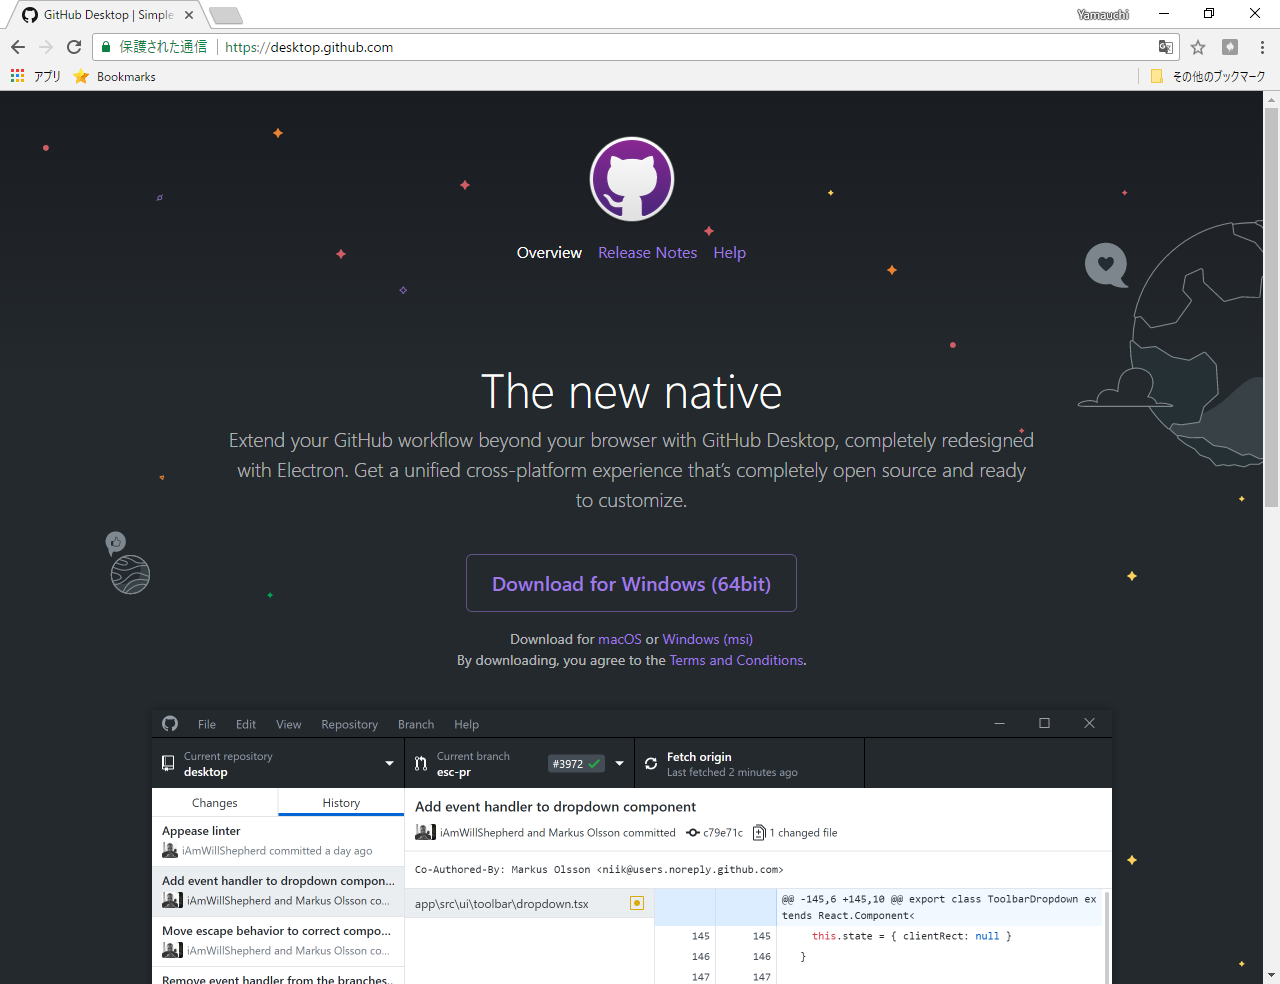 GitHub Desktop | Simple
Yamauchi
保護された通信
https://desktop.github.com
アプリ
Bookmarks
その他のブックマーク
Overview Release Notes Help
The new native
Extend your GitHub workflow beyond your browser with GitHub Desktop, completely redesigned
with Electron. Get a unified cross-platform experience that's completely open source and ready
to customize.
Download for Windows (64bit)
Download for macOS or Windows (msi)
By downloading, you agree to the Terms and Conditions.
File Edit View Repository Branch Help
Current repository
desktop
Current branch
esc-pr
#3972
Fetch origin
Last fetched 2 minutes ago
Changes
History
Appease linter
iAmWillShepherd committed a day ago
Add event handler to dropdown compon...
iAmWillShepherd and Markus Olsson co...
Move escape behavior to correct compo...
iAmWillShepherd and Markus Olsson co...
Remove event handler from the branches..
Add event handler to dropdown component
iAmWillShepherd and Markus Olsson committed c79e71c 1 changed file
Co-Authored-By: Markus Olsson <niik@users.noreply.github.com>
app\src\ui\toolbar\dropdown.tsx
@@ -145,6 +145,10 @@ export class ToolbarDropdown ex
tends React.Component<
145 145 this.state = { clientRect: null }
146 146 }
147 147